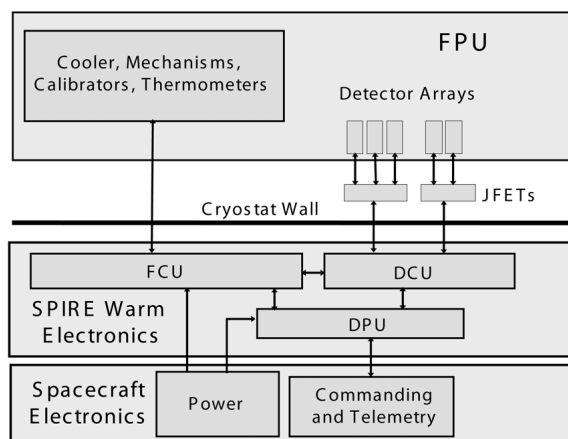 FPU
Cooler, Mechanisms,
Calibrators, Thermometers
Detector Arrays
JFETs
Cryostat Wall
FCU
DCU
SPIRE Warm
Electronics
DPU
Spacecraft
Electronics
Power
Commanding
and Telemetry